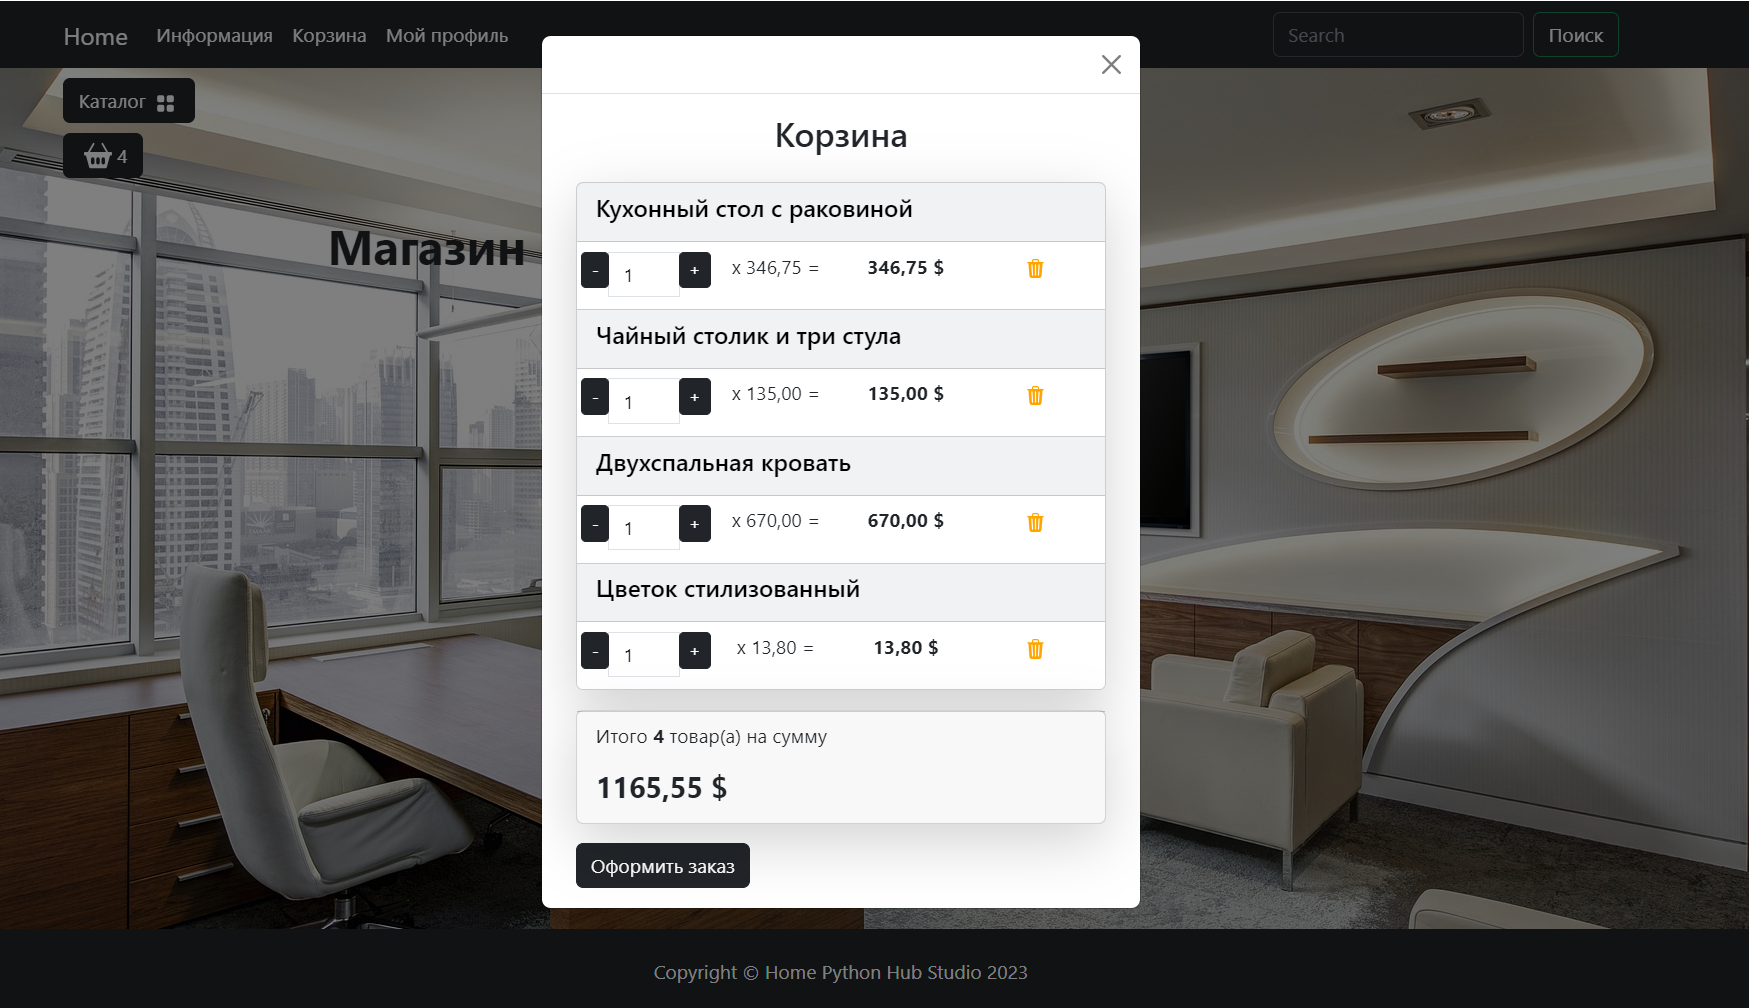 Home Информация Корзина Мой профиль Search Поиск
Каталог
4
Магазин
Корзина
Кухонный стол с раковиной
- 1 + x 346,75 = 346,75 $
Чайный столик и три стула
- 1 + x 135,00 = 135,00 $
Двухспальная кровать
- 1 + x 670,00 = 670,00 $
Цветок стилизованный
- 1 + x 13,80 = 13,80 $
Итого 4 товар(а) на сумму
1165,55 $
Оформить заказ
Copyright © Home Python Hub Studio 2023